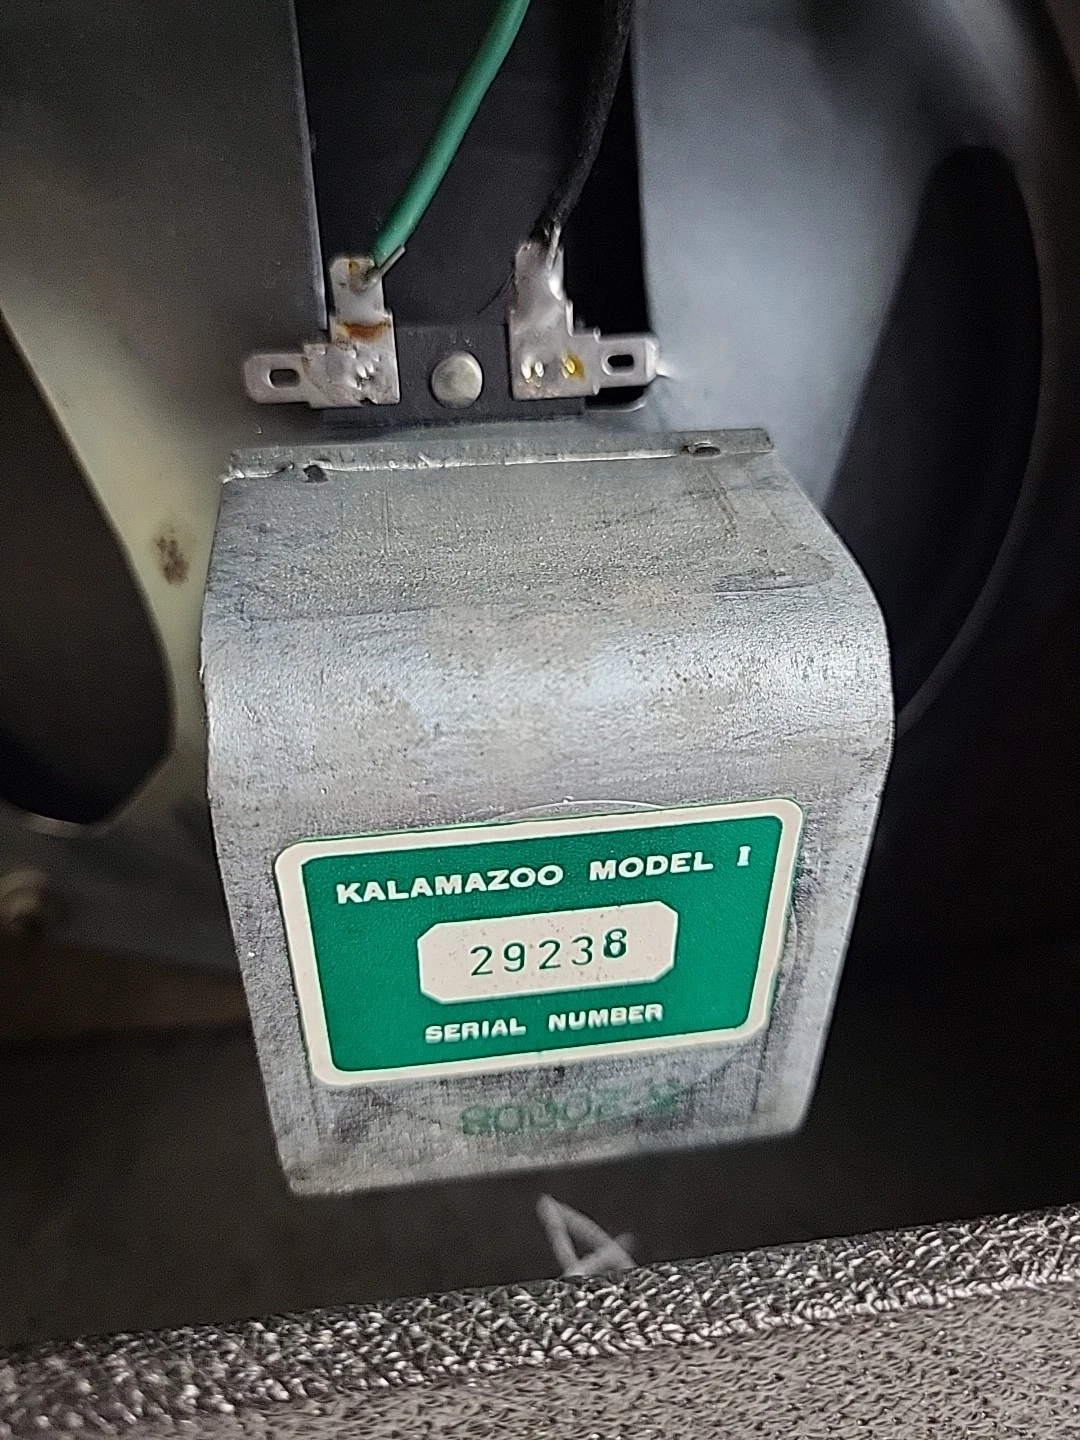 KALAMAZOO MODEL I
29238
SERIAL NUMBER